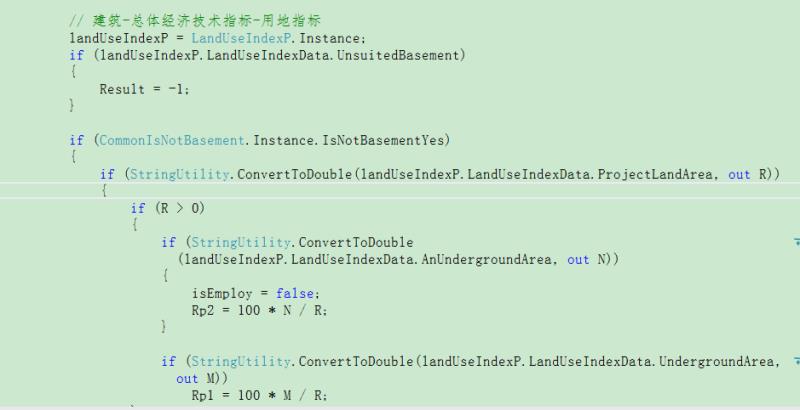 // 建筑-总体经济技术指标-用地指标
landUseIndexP = LandUseIndexP.Instance;
if (landUseIndexP.LandUseIndexData.UnsuitedBasement)
{
Result = -1;
}
if (CommonIsNotBasement.Instance.IsNotBasementYes)
{
if (StringUtility.ConvertToDouble(landUseIndexP.LandUseIndexData.ProjectLandArea, out R))
{
if (R > 0)
{
if (StringUtility.ConvertToDouble
(landUseIndexP.LandUseIndexData.AnUndergroundArea, out N))
{
isEmploy = false;
Rp2 = 100 * N / R;
}
if (StringUtility.ConvertToDouble(landUseIndexP.LandUseIndexData.UndergroundArea,
out M))
Rp1 = 100 * M / R;